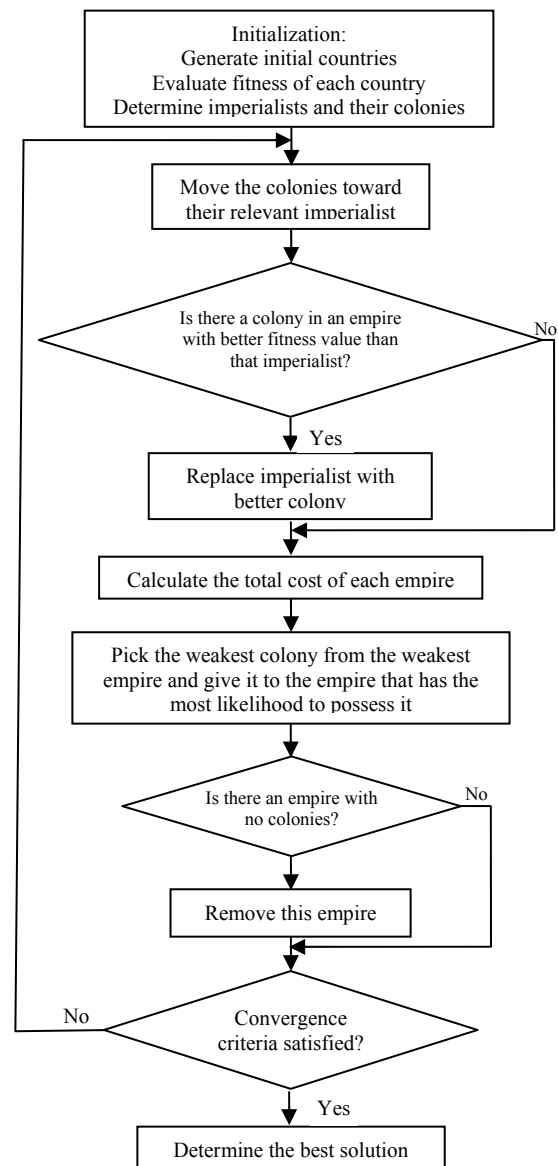 Initialization:
Generate initial countries
Evaluate fitness of each country
Determine imperialists and their colonies
Move the colonies toward
their relevant imperialist
Is there a colony in an empire
with better fitness value than
that imperialist?
No
Yes
Replace imperialist with
better colony
Calculate the total cost of each empire
Pick the weakest colony from the weakest
empire and give it to the empire that has the
most likelihood to possess it
Is there an empire with
no colonies?
No
Remove this empire
Convergence
criteria satisfied?
No
Yes
Determine the best solution